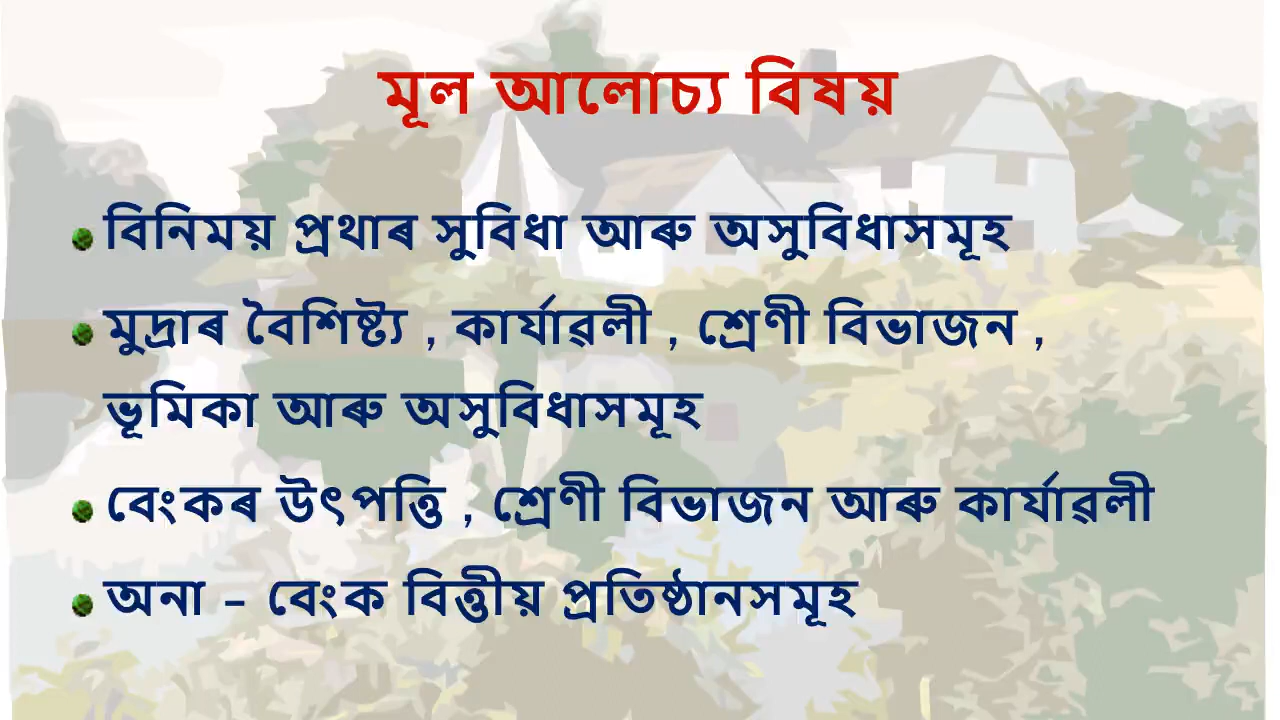 মূল আলোচ্য বিষয়
বিনিময় প্ৰথাৰ সুবিধা আৰু অসুবিধাসমূহ
মুদ্ৰাৰ বৈশিষ্ট্য , কাৰ্যাৱলী , শ্ৰেণী বিভাজন ,
ভূমিকা আৰু অসুবিধাসমূহ
বেংকৰ উৎপত্তি , শ্ৰেণী বিভাজন আৰু কাৰ্যাৱলী
অনা – বেংক বিত্তীয় প্ৰতিষ্ঠানসমূহ